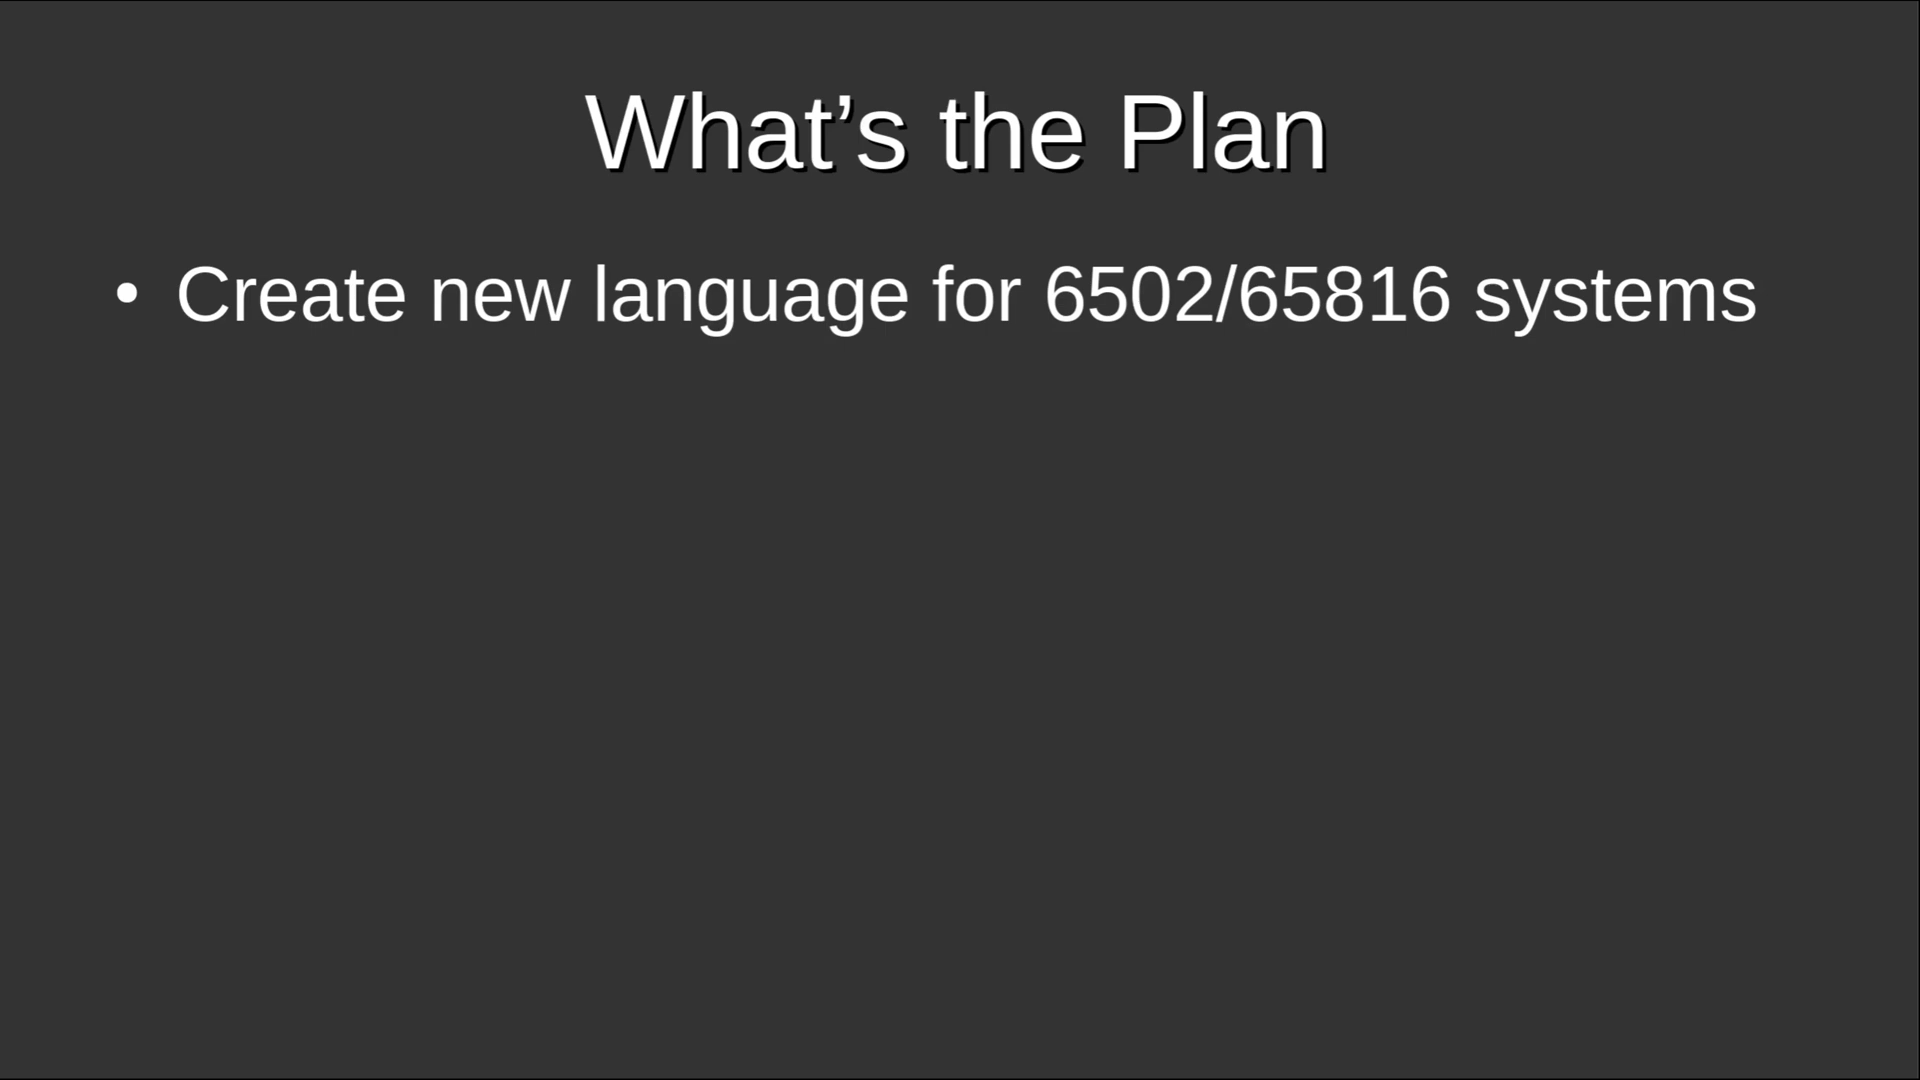 What’s the Plan
• Create new language for 6502/65816 systems